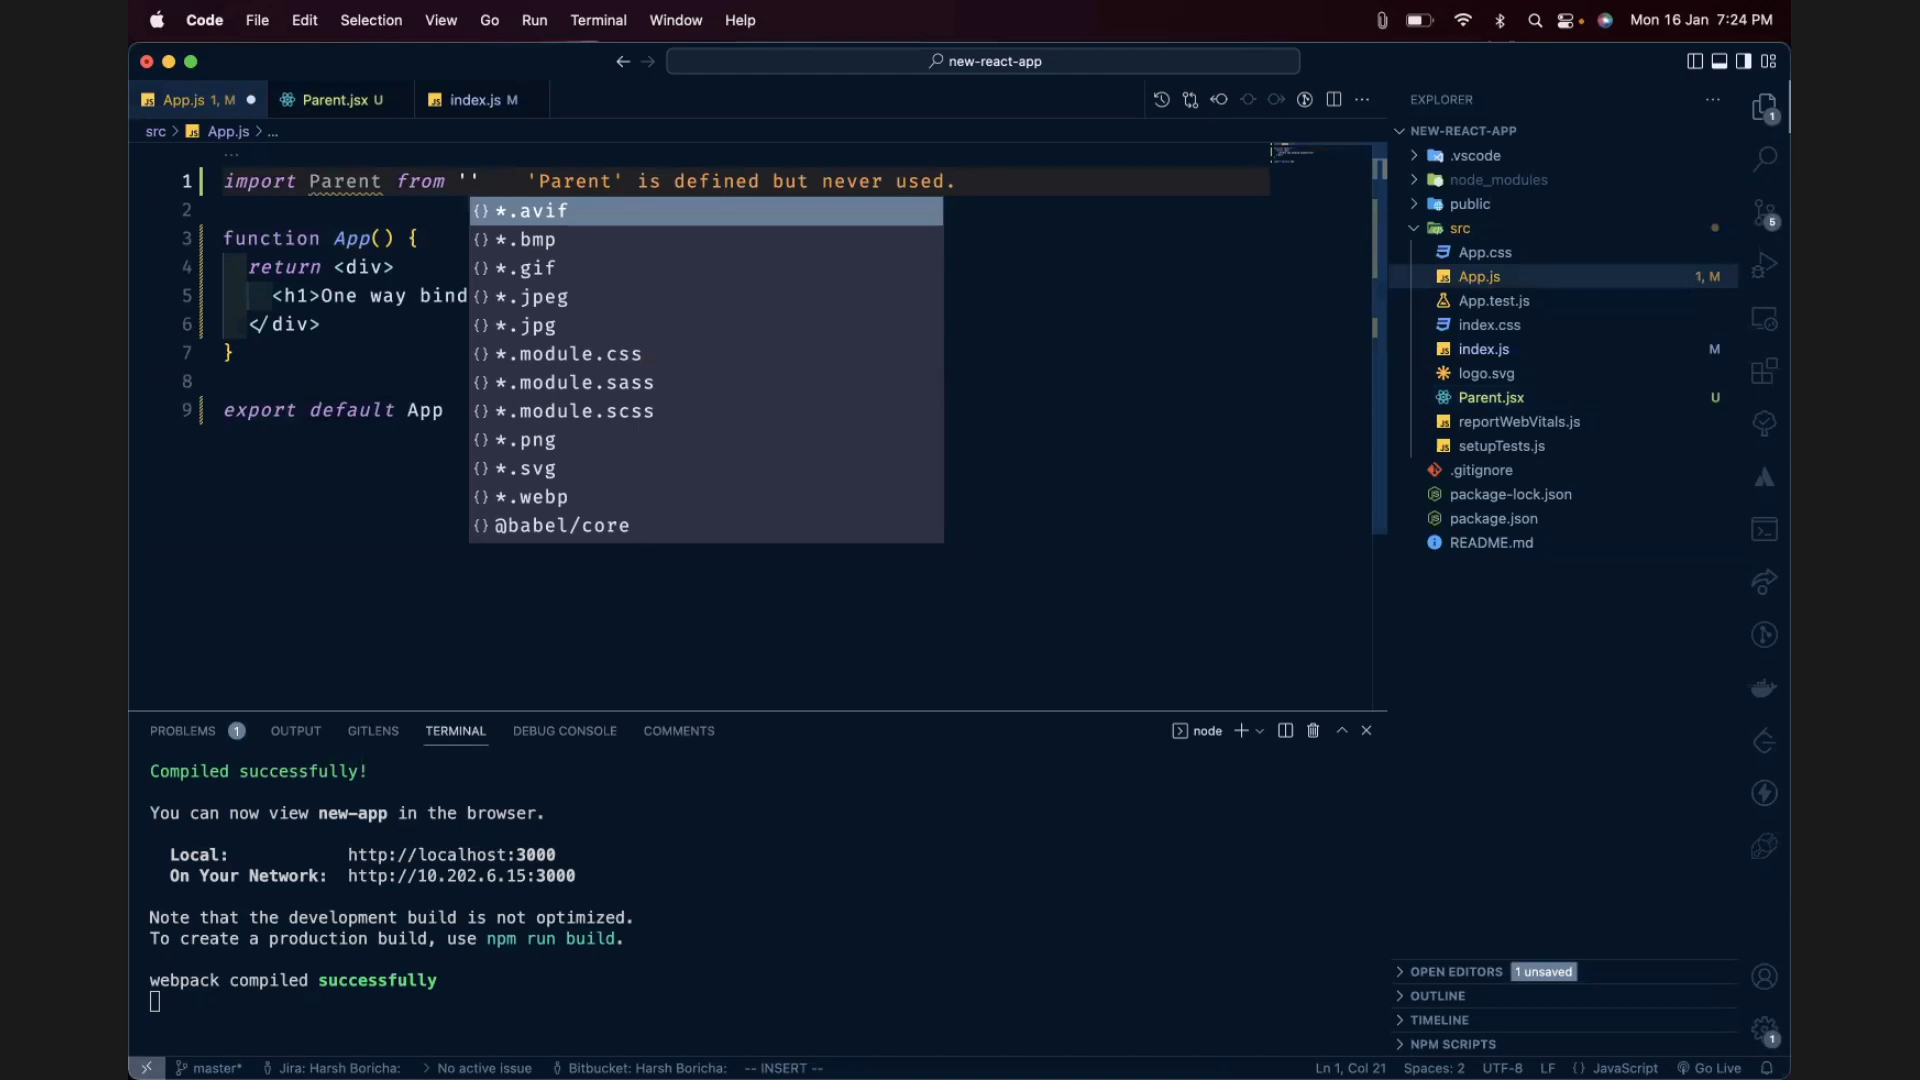 Code File Edit Selection View Go Run Terminal Window Help Mon 16 Jan 7:24 PM
new-react-app
App.js 1, M Parent.jsx U index.js M
src > App.js > ...
1 import Parent from '' 'Parent' is defined but never used.
2
3 function App() {
4 return <div>
5 <h1>One way bind
6 </div>
7 }
8
9 export default App
{} *.avif
{} *.bmp
{} *.gif
{} *.jpeg
{} *.jpg
{} *.module.css
{} *.module.sass
{} *.module.scss
{} *.png
{} *.svg
{} *.webp
{} @babel/core
EXPLORER
NEW-REACT-APP
.vscode
node_modules
public
src
App.css
App.js 1, M
App.test.js
index.css
index.js M
logo.svg
Parent.jsx U
reportWebVitals.js
setupTests.js
.gitignore
package-lock.json
package.json
README.md
OPEN EDITORS 1 unsaved
OUTLINE
TIMELINE
NPM SCRIPTS
1
5
1
PROBLEMS 1 OUTPUT GITLENS TERMINAL DEBUG CONSOLE COMMENTS node
Compiled successfully!
You can now view new-app in the browser.
Local: http://localhost:3000
On Your Network: http://10.202.6.15:3000
Note that the development build is not optimized.
To create a production build, use npm run build.
webpack compiled successfully
master* Jira: Harsh Boricha: > No active issue Bitbucket: Harsh Boricha: -- INSERT -- Ln 1, Col 21 Spaces: 2 UTF-8 LF {} JavaScript Go Live